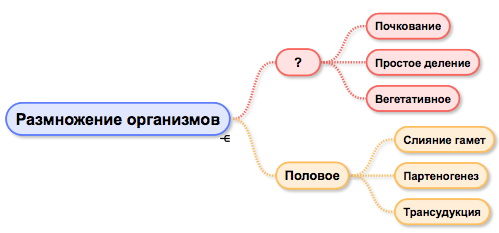 Размножение организмов
?
Почкование
Простое деление
Вегетативное
Половое
Слияние гамет
Партеногенез
Трансудукция